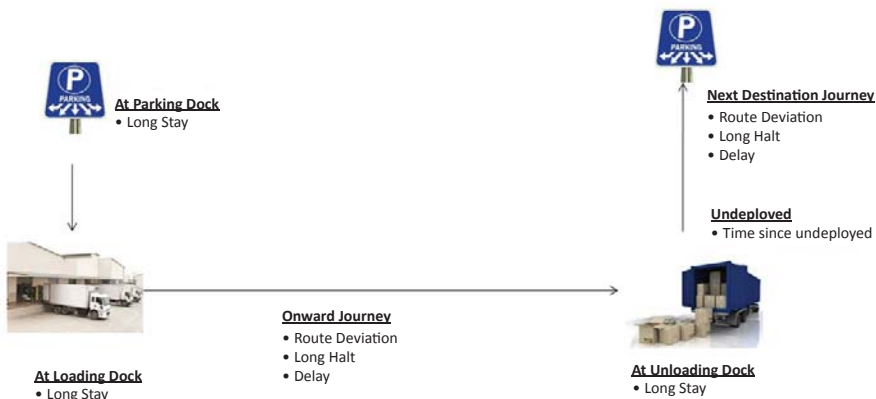 P
PARKING
At Parking Dock
• Long Stay
P
PARKING
Next Destination Journey
• Route Deviation
• Long Halt
• Delay
Undeployed
• Time since undeployed
Onward Journey
• Route Deviation
• Long Halt
• Delay
At Loading Dock
• Long Stay
At Unloading Dock
• Long Stay